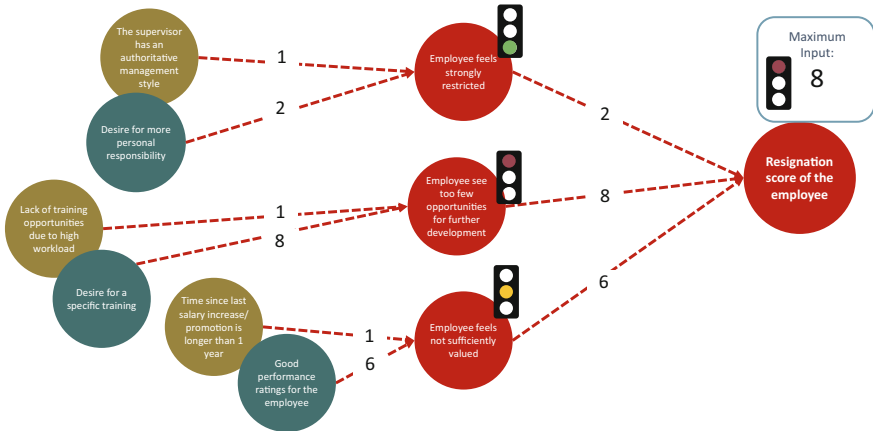 The supervisor
has an
authoritative
management
style
1
Desire for more
personal
responsibility
2
Employee feels
strongly
restricted
2
Lack of training
opportunities
due to high
workload
1
Desire for a
specific training
8
Employee see
too few
opportunities
for further
development
8
Time since last
salary increase/
promotion is
longer than 1
year
1
Good
performance
ratings for the
employee
6
Employee feels
not sufficiently
valued
6
Maximum
Input:
8
Resignation
score of the
employee